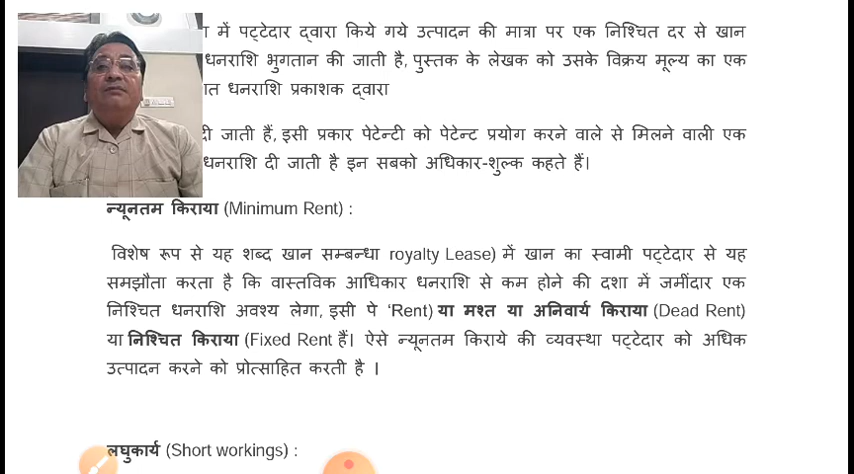 में पट्टेदार द्वारा किये गये उत्पादन की मात्रा पर एक निश्चित दर से खान
धनराशि भुगतान की जाती है, पुस्तक के लेखक को उसके विक्रय मूल्य का एक
त धनराशि प्रकाशक द्वारा
दी जाती हैं, इसी प्रकार पेटेन्टी को पेटेन्ट प्रयोग करने वाले से मिलने वाली एक
धनराशि दी जाती है इन सबको अधिकार-शुल्क कहते हैं।
न्यूनतम किराया (Minimum Rent) :
विशेष रूप से यह शब्द खान सम्बन्धा royalty Lease) में खान का स्वामी पट्टेदार से यह
समझौता करता है कि वास्तविक आधिकार धनराशि से कम होने की दशा में जमींदार एक
निश्चित धनराशि अवश्य लेगा, इसी पे 'Rent) या मश्त या अनिवार्य किराया (Dead Rent)
या निश्चित किराया (Fixed Rent हैं। ऐसे न्यूनतम किराये की व्यवस्था पट्टेदार को अधिक
उत्पादन करने को प्रोत्साहित करती है ।
लघुकार्य (Short workings) :